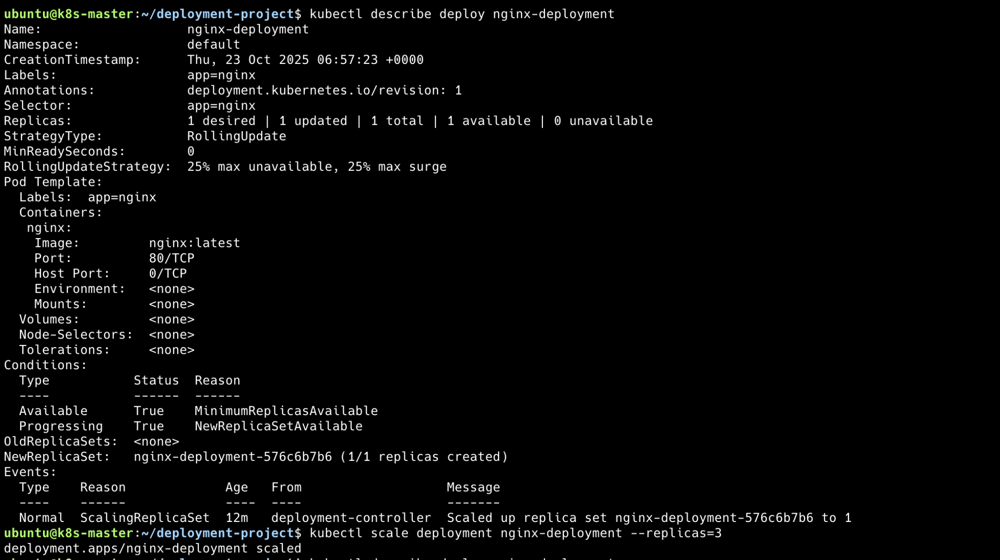 ubuntu@k8s-master:~/deployment-project$ kubectl describe deploy nginx-deployment
Name:                   nginx-deployment
Namespace:              default
CreationTimestamp:      Thu, 23 Oct 2025 06:57:23 +0000
Labels:                 app=nginx
Annotations:            deployment.kubernetes.io/revision: 1
Selector:               app=nginx
Replicas:               1 desired | 1 updated | 1 total | 1 available | 0 unavailable
StrategyType:           RollingUpdate
MinReadySeconds:        0
RollingUpdateStrategy:  25% max unavailable, 25% max surge
Pod Template:
  Labels:  app=nginx
  Containers:
   nginx:
    Image:         nginx:latest
    Port:          80/TCP
    Host Port:     0/TCP
    Environment:   <none>
    Mounts:        <none>
  Volumes:         <none>
  Node-Selectors:  <none>
  Tolerations:     <none>
Conditions:
  Type           Status  Reason
  ----           ------  ------
  Available      True    MinimumReplicasAvailable
  Progressing    True    NewReplicaSetAvailable
OldReplicaSets:  <none>
NewReplicaSet:   nginx-deployment-576c6b7b6 (1/1 replicas created)
Events:
  Type    Reason             Age   From                   Message
  ----    ------             ----  ----                   -------
  Normal  ScalingReplicaSet  12m   deployment-controller  Scaled up replica set nginx-deployment-576c6b7b6 to 1
ubuntu@k8s-master:~/deployment-project$ kubectl scale deployment nginx-deployment --replicas=3
deployment.apps/nginx-deployment scaled